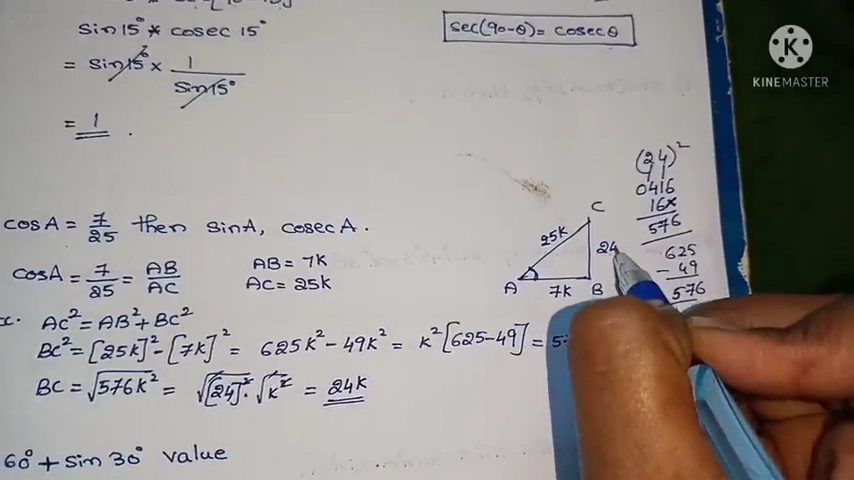 sin15° * cosec 15°
= sin15° × 1 / sin15°
= 1 .
sec(90-θ) = cosecθ
K
KINEMASTER
cosA = 7/25 then sinA, cosecA.
cosA = 7/25 = AB/AC
AB = 7K
AC = 25K
AC² = AB² + BC²
BC² = [25K]² - [7K]² = 625K² - 49K² = K²[625-49] =
BC = √576K² = √[24]² . √K² = 24K
60° + sin 30° value
C
25K
24
A
7K
B
(24)²
0416
16×
576
625
- 49
576